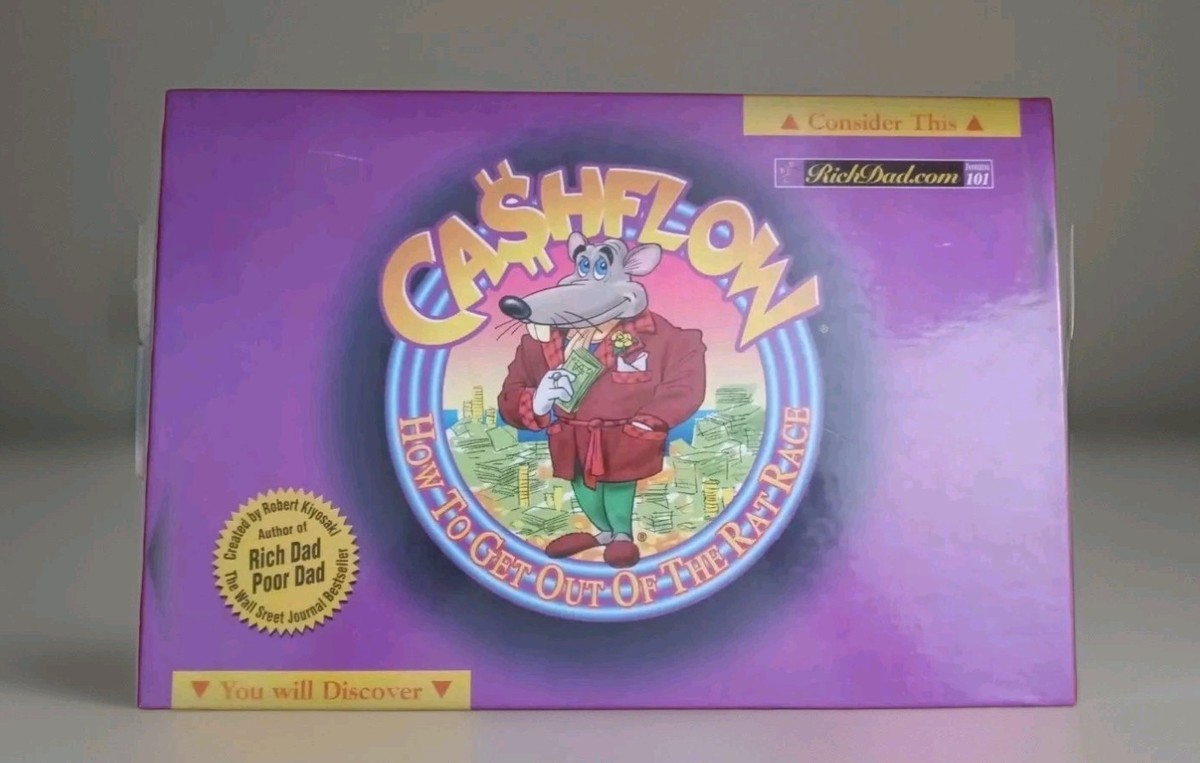 ▲ Consider This ▲
RichDad.com
101
CA$HFLOW
®
HOW TO GET OUT OF THE RAT RACE
Created by Robert Kiyosaki
Author of
Rich Dad
Poor Dad
The Wall Sreet Journal Bestseller
▼ You will Discover ▼